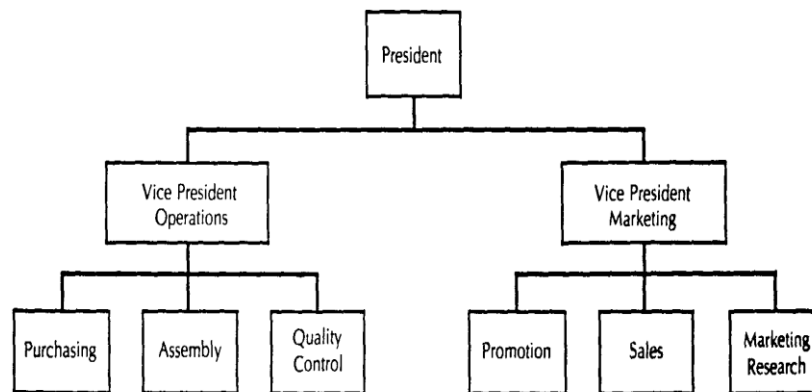 President
Vice President
Operations
Vice President
Marketing
Purchasing
Assembly
Quality
Control
Promotion
Sales
Marketing
Research